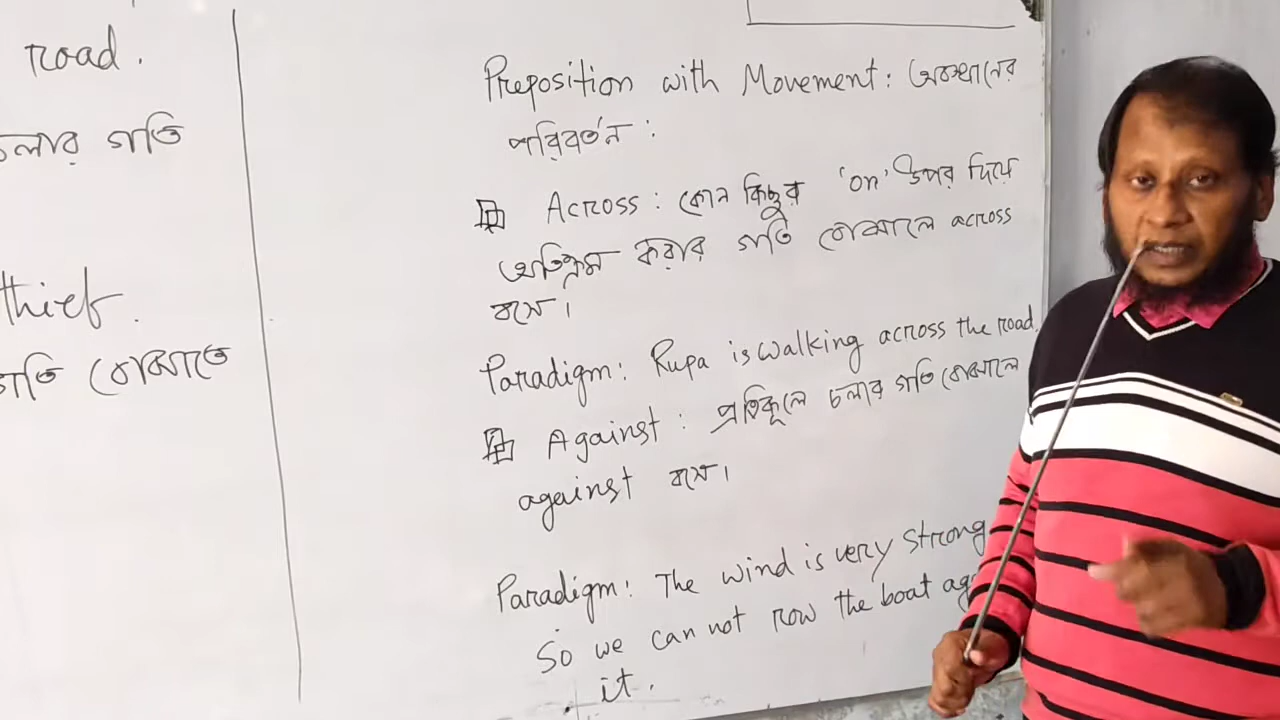 road.
চলার গতি
thief.
গতি বোঝাতে
Preposition with Movement: অবস্থানের
পরিবর্তন:
Across: কোন কিছুর 'on' উপর দিয়ে
অতিক্রম করার গতি বোঝালে across
বসে।
Paradigm: Rupa is walking across the road.
Against: প্রতিকূলে চলার গতি বোঝালে
against বসে।
Paradigm: The wind is very strong
So we can not row the boat
it.